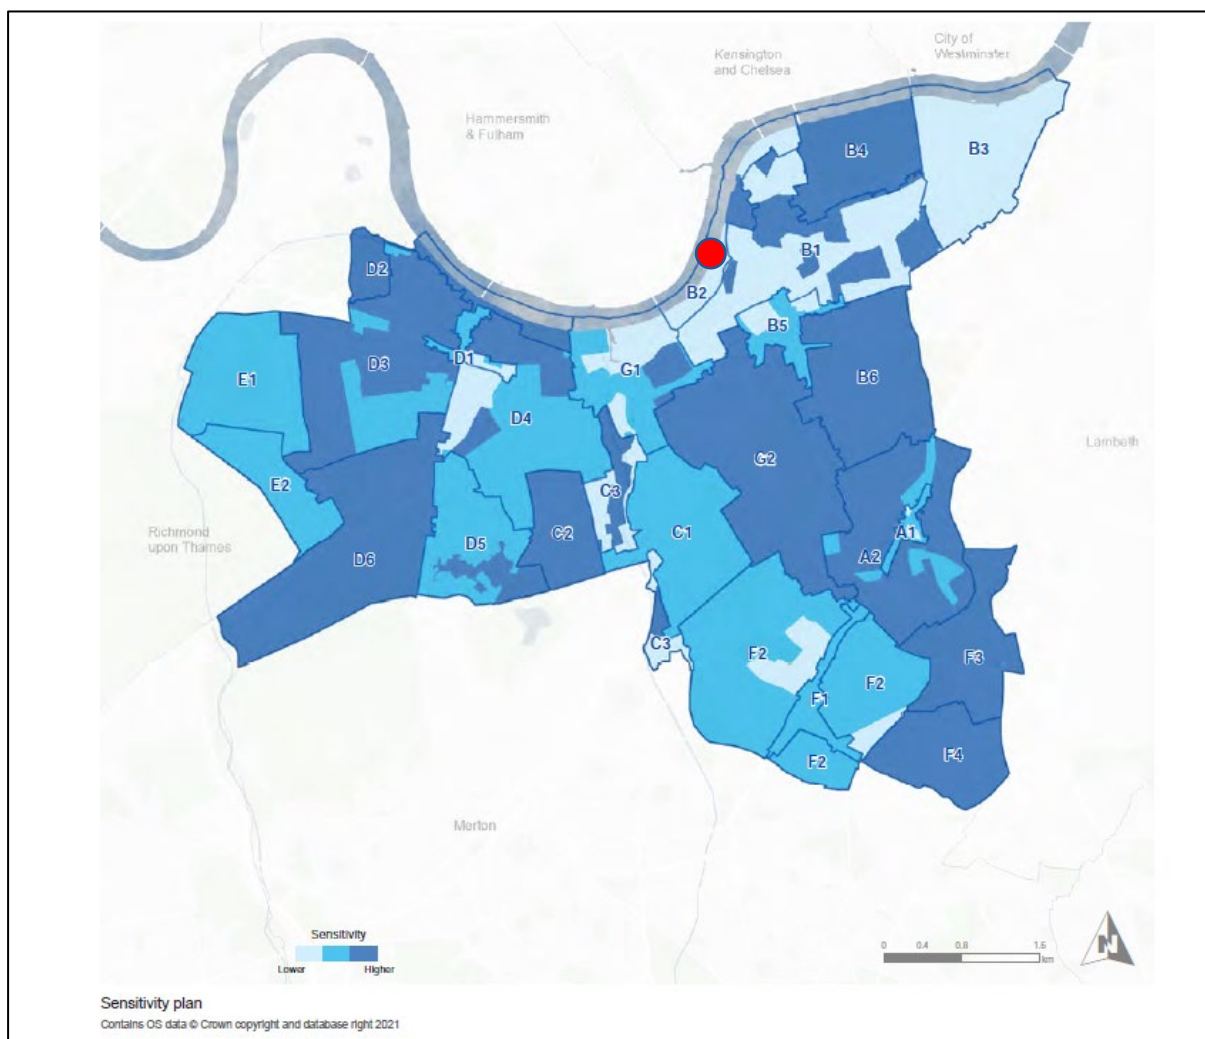 City of
Westminster
Kensington
and Chelsea
Hammersmith
& Fulham
B4
B3
B1
D2
B2
B5
D1
D3
G1
E1
B6
D4
Lambeth
G2
E2
C3
Richmond
upon Thames
C2
C1
A1
D5
D6
A2
C3
F2
F3
F2
F1
F4
F2
Merton
Sensitivity
Lower
Higher
0
0.4
0.8
1.6
km
N
Sensitivity plan
Contains OS data © Crown copyright and database right 2021